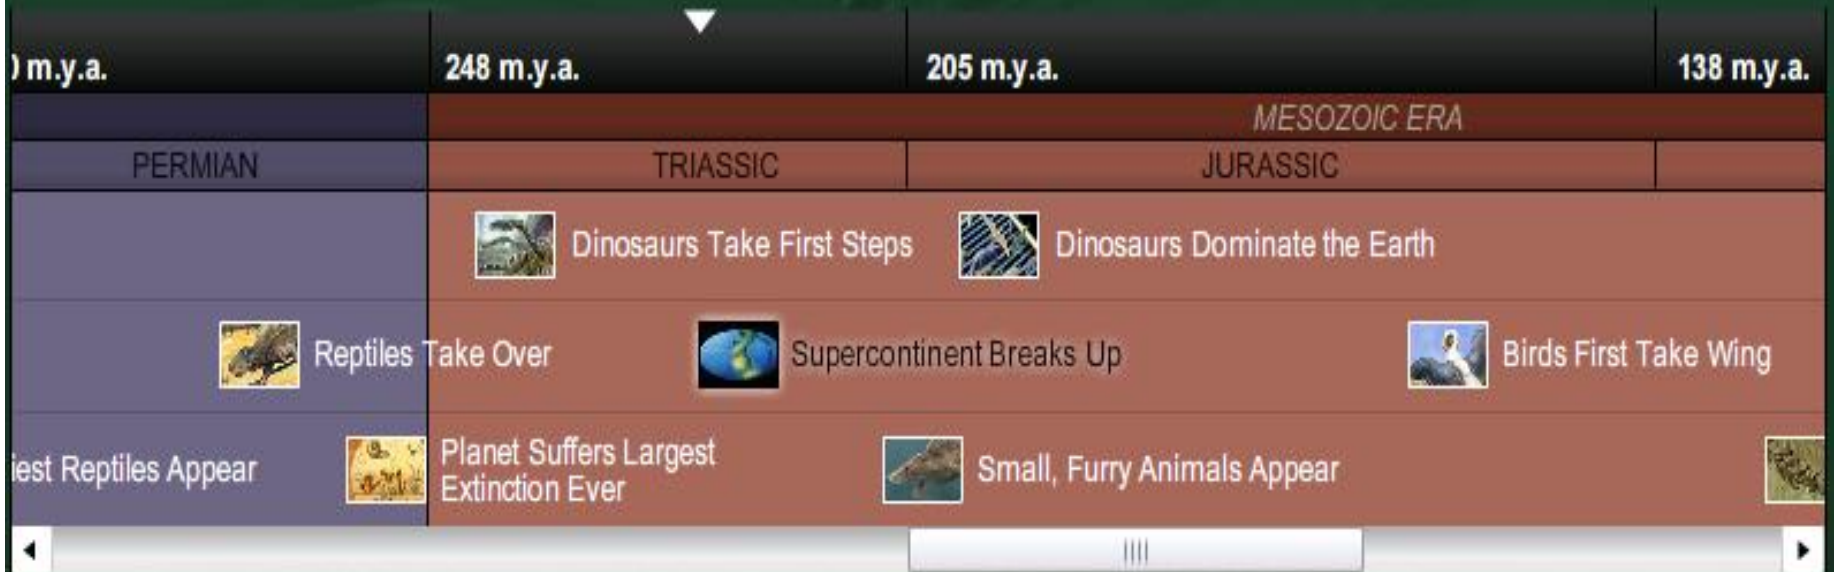 ) m.y.a.
248 m.y.a.
205 m.y.a.
138 m.y.a.
MESOZOIC ERA
PERMIAN
TRIASSIC
JURASSIC
Dinosaurs Take First Steps
Dinosaurs Dominate the Earth
Reptiles Take Over
Supercontinent Breaks Up
Birds First Take Wing
iest Reptiles Appear
Planet Suffers Largest
Extinction Ever
Small, Furry Animals Appear